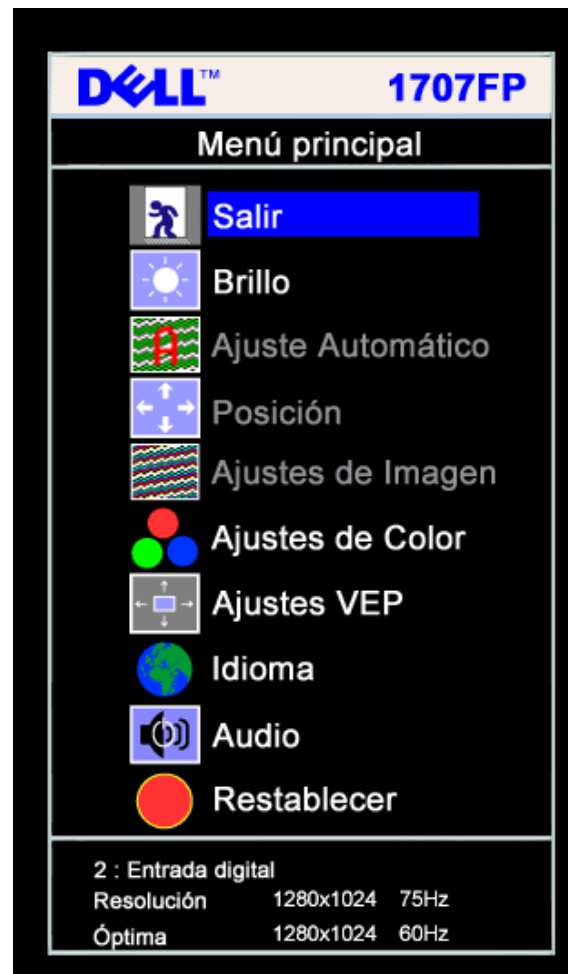 DELL™ 1707FP
Menú principal
Salir
Brillo
Ajuste Automático
Posición
Ajustes de Imagen
Ajustes de Color
Ajustes VEP
Idioma
Audio
Restablecer
2 : Entrada digital
Resolución 1280x1024 75Hz
Óptima 1280x1024 60Hz